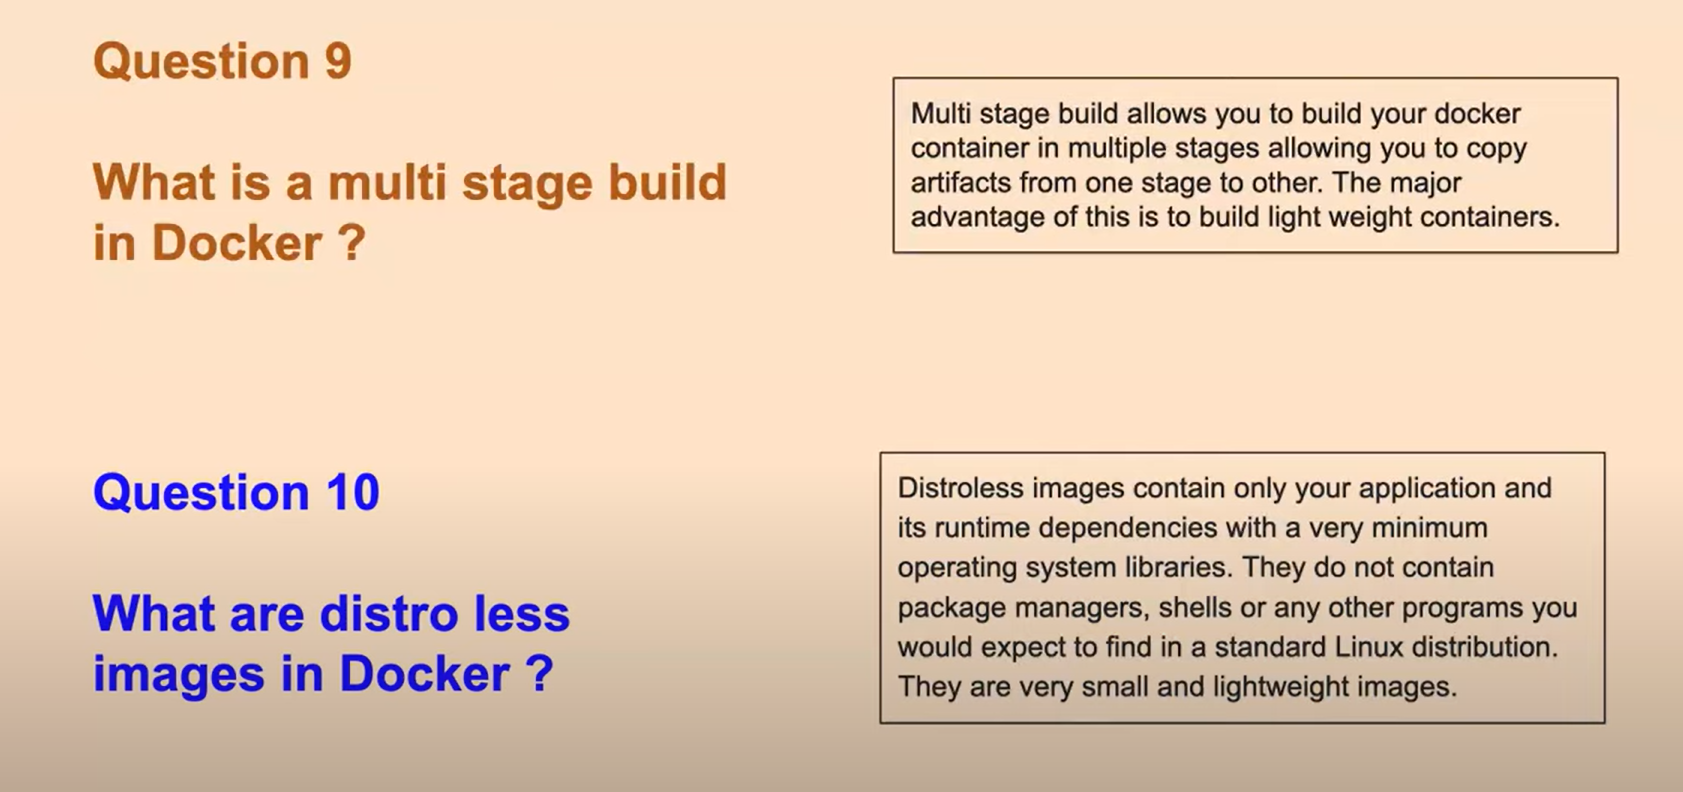 Question 9
What is a multi stage build
in Docker ?
Multi stage build allows you to build your docker
container in multiple stages allowing you to copy
artifacts from one stage to other. The major
advantage of this is to build light weight containers.
Question 10
What are distro less
images in Docker ?
Distroless images contain only your application and
its runtime dependencies with a very minimum
operating system libraries. They do not contain
package managers, shells or any other programs you
would expect to find in a standard Linux distribution.
They are very small and lightweight images.